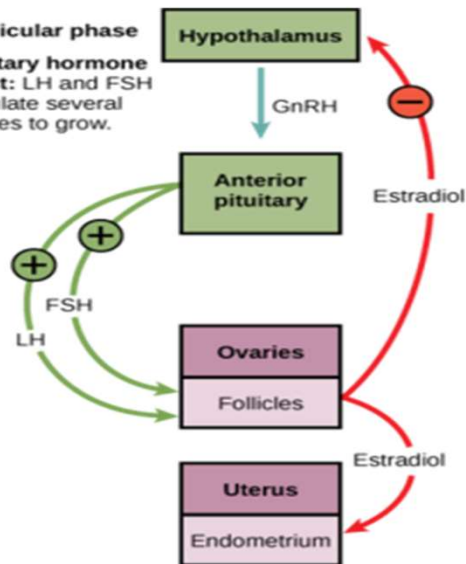 icular phase
tary hormone
t: LH and FSH
ulate several
es to grow.
Hypothalamus
GnRH
−
Anterior
pituitary
Estradiol
+
+
FSH
LH
Ovaries
Follicles
Estradiol
Uterus
Endometrium